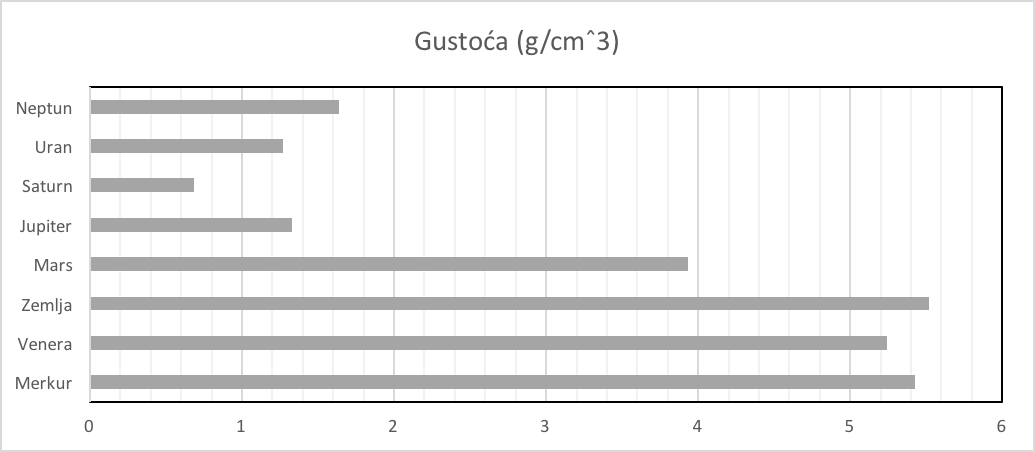 Gustoća (g/cmˆ3)
Neptun
Uran
Saturn
Jupiter
Mars
Zemlja
Venera
Merkur
0 1 2 3 4 5 6